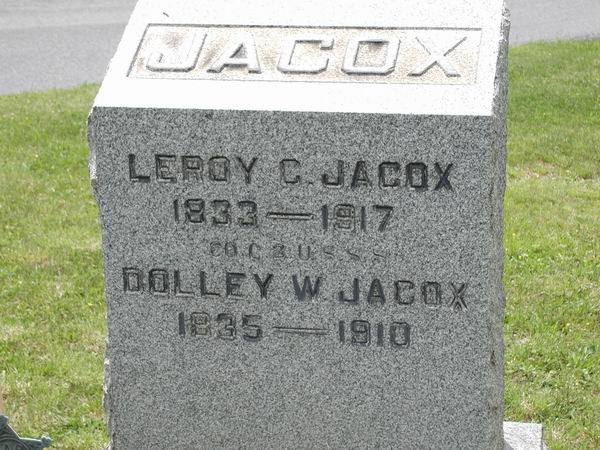 JACOX
LEROY C. JACOX
1833 — 1917
CO. C. 2. U. S. S. S.
DOLLEY W. JACOX
1835 — 1910